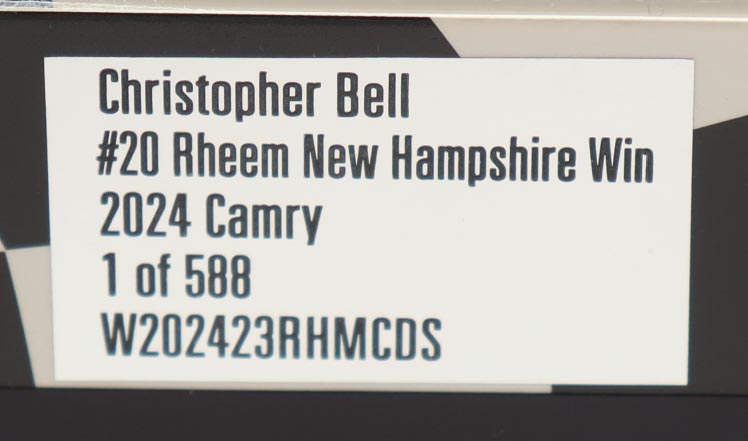 Christopher Bell
#20 Rheem New Hampshire Win
2024 Camry
1 of 588
W202423RHMCDS